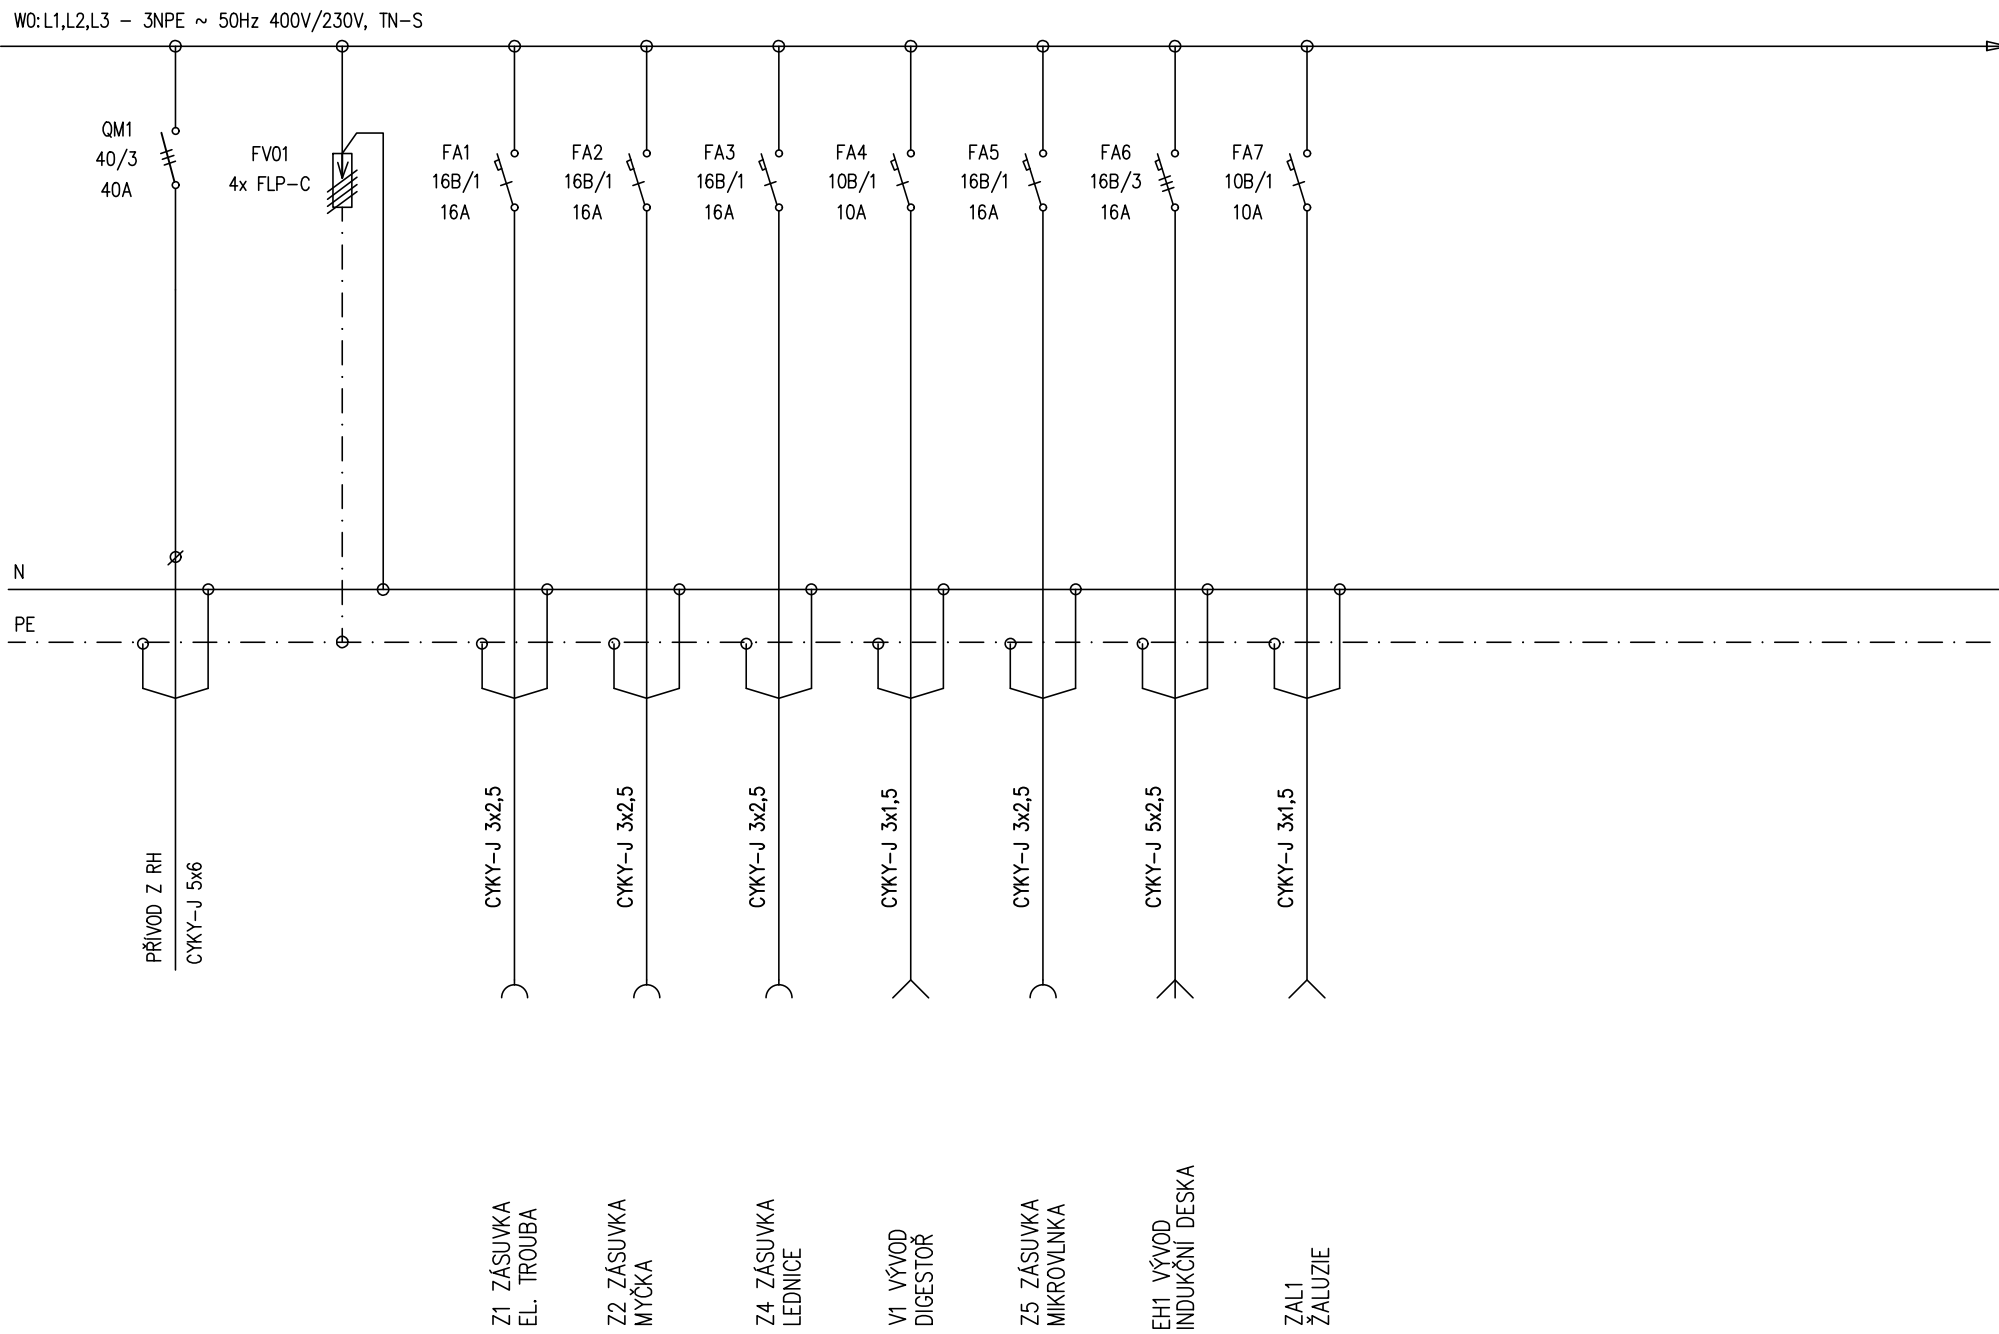 W0:L1,L2,L3 – 3NPE ~ 50Hz 400V/230V, TN–S
QM1
40/3
40A
FV01
4x FLP–C
FA1
16B/1
16A
FA2
16B/1
16A
FA3
16B/1
16A
FA4
10B/1
10A
FA5
16B/1
16A
FA6
16B/3
16A
FA7
10B/1
10A
N
PE
PŘÍVOD Z RH
CYKY–J 5x6
CYKY–J 3x2,5
CYKY–J 3x2,5
CYKY–J 3x2,5
CYKY–J 3x1,5
CYKY–J 3x2,5
CYKY–J 5x2,5
CYKY–J 3x1,5
Z1 ZÁSUVKA
EL. TROUBA
Z2 ZÁSUVKA
MYČKA
Z4 ZÁSUVKA
LEDNICE
V1 VÝVOD
DIGESTOŘ
Z5 ZÁSUVKA
MIKROVLNKA
EH1 VÝVOD
INDUKČNÍ DESKA
ZAL1
ŽALUZIE